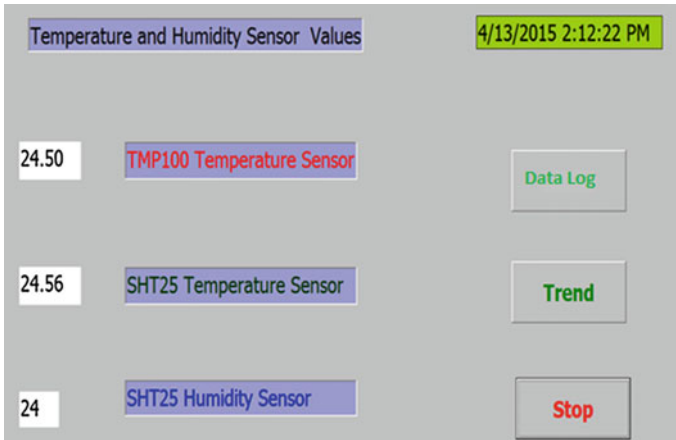 Temperature and Humidity Sensor Values
4/13/2015 2:12:22 PM
24.50
TMP100 Temperature Sensor
Data Log
24.56
SHT25 Temperature Sensor
Trend
24
SHT25 Humidity Sensor
Stop